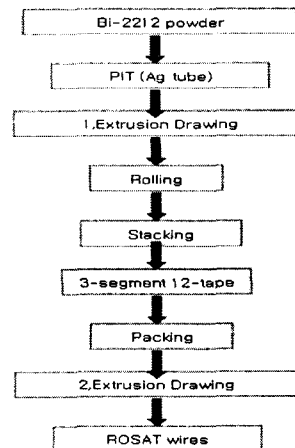 Bi-2212 powder
PIT (Ag tube)
1,Extrusion Drawing
Rolling
Stacking
3-segment 12-tape
Packing
2,Extrusion Drawing
ROSAT wires